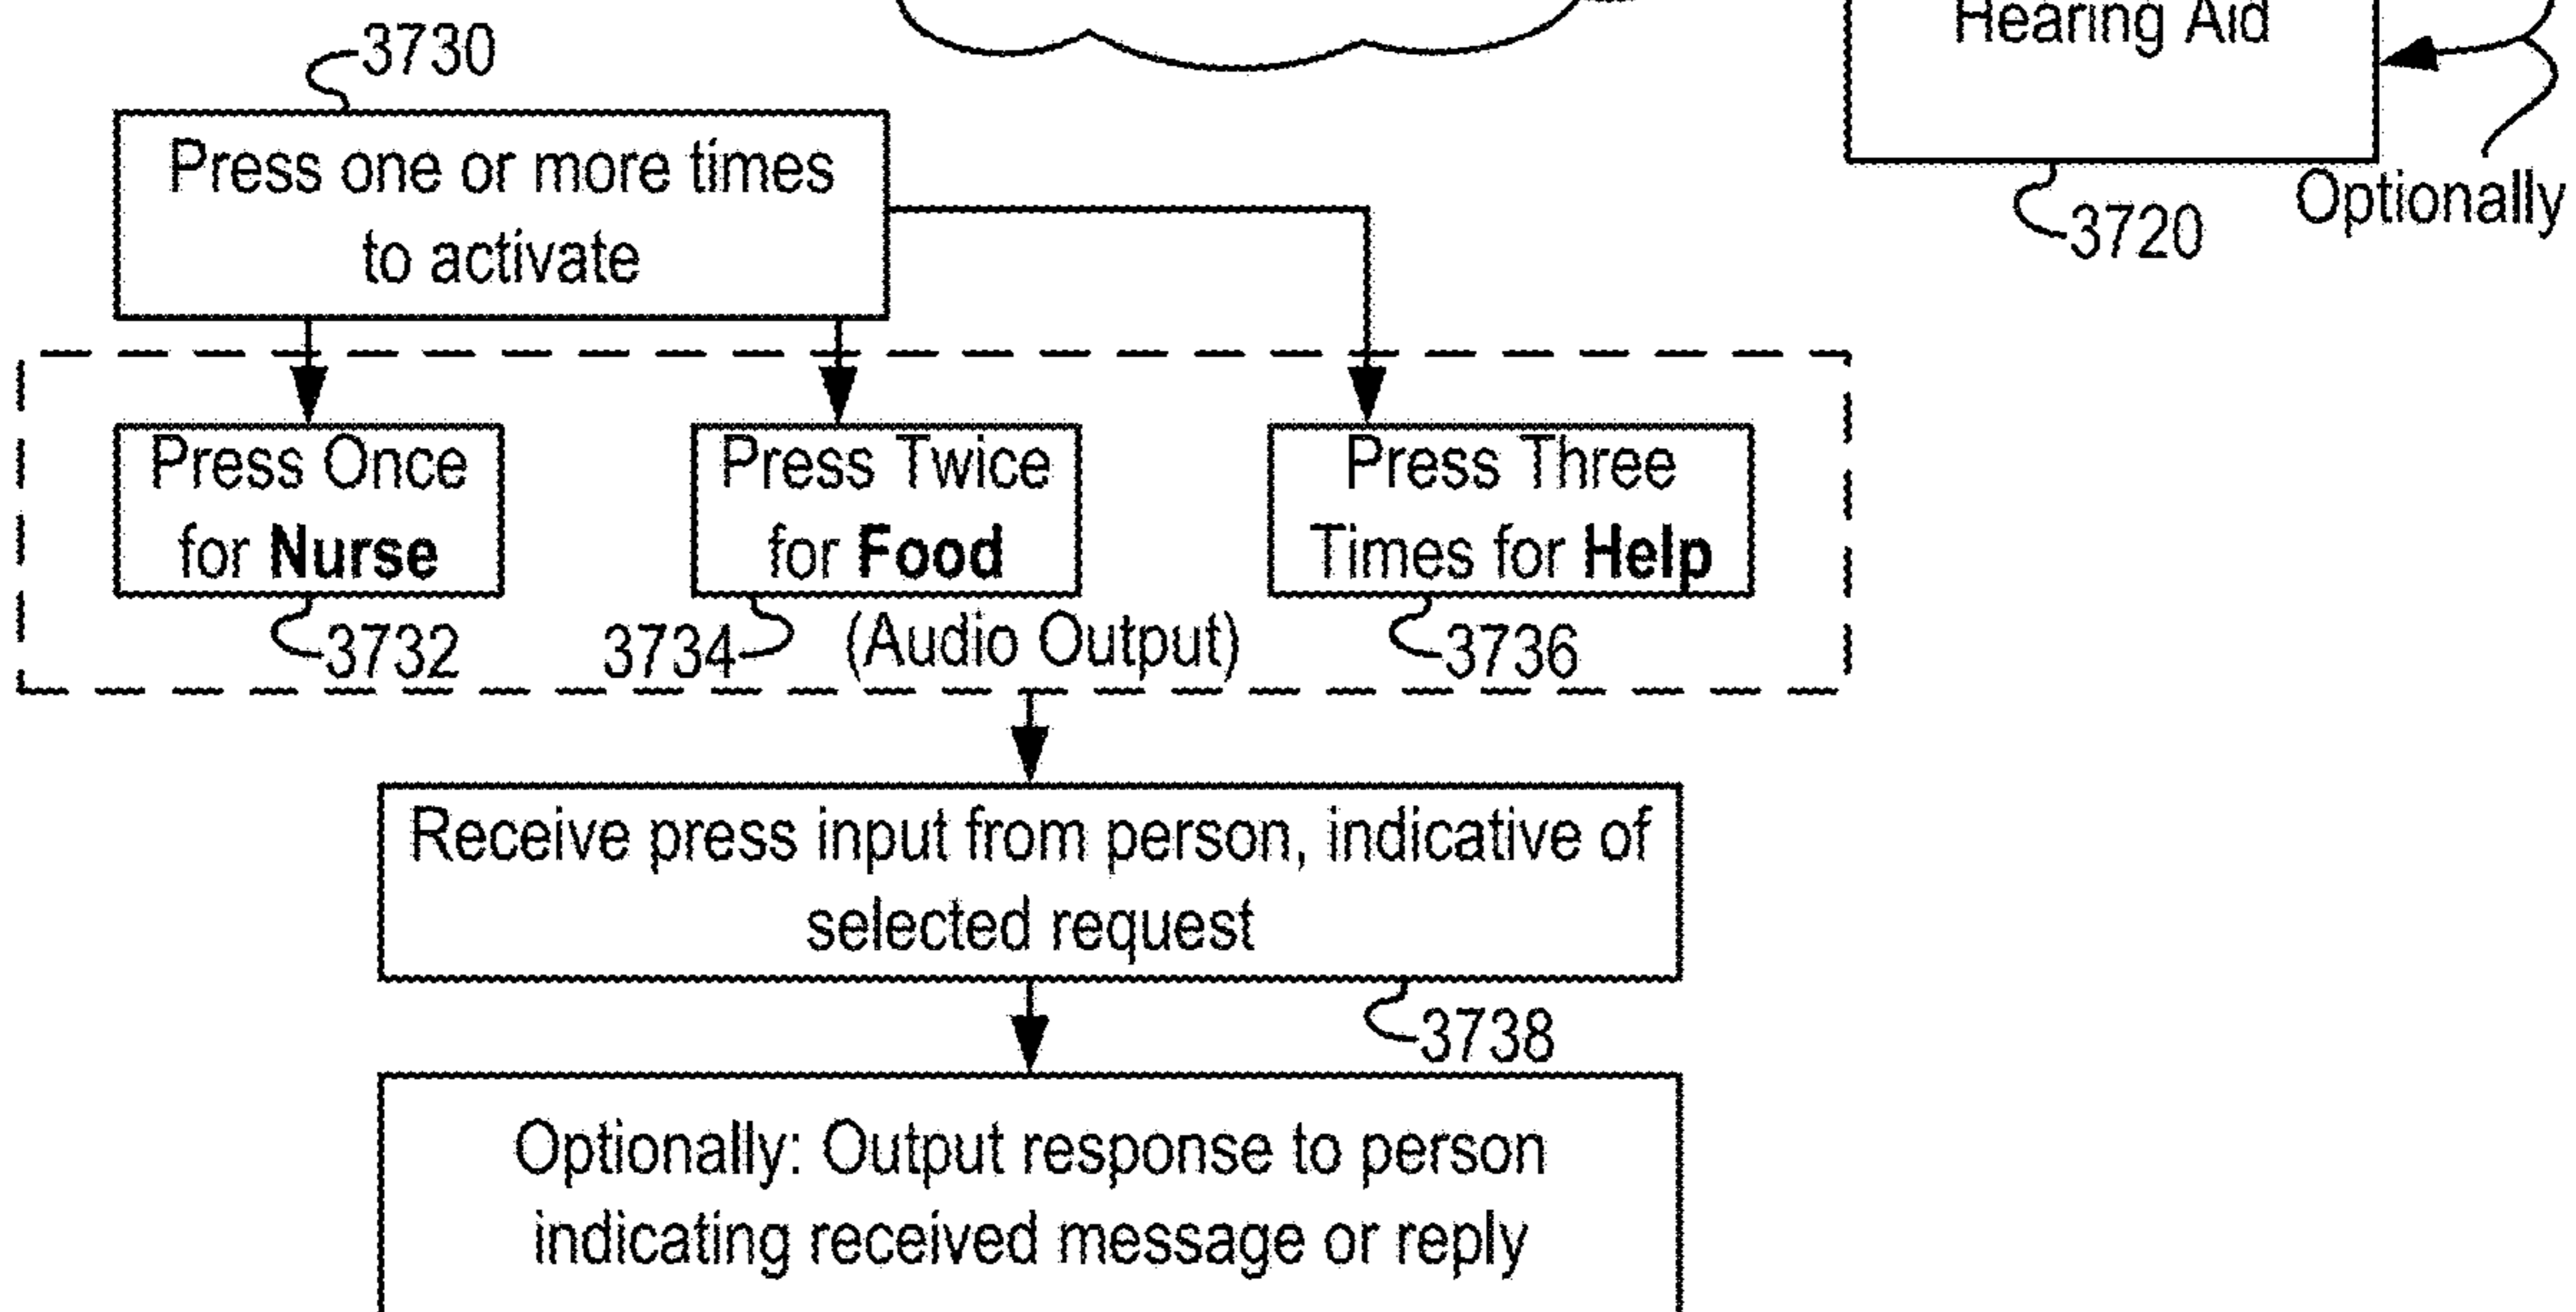 Hearing Aid
3730
Press one or more times
to activate
3720
Optionally
Press Once
for Nurse
3732
Press Twice
for Food
3734
(Audio Output)
Press Three
Times for Help
3736
Receive press input from person, indicative of
selected request
3738
Optionally: Output response to person
indicating received message or reply